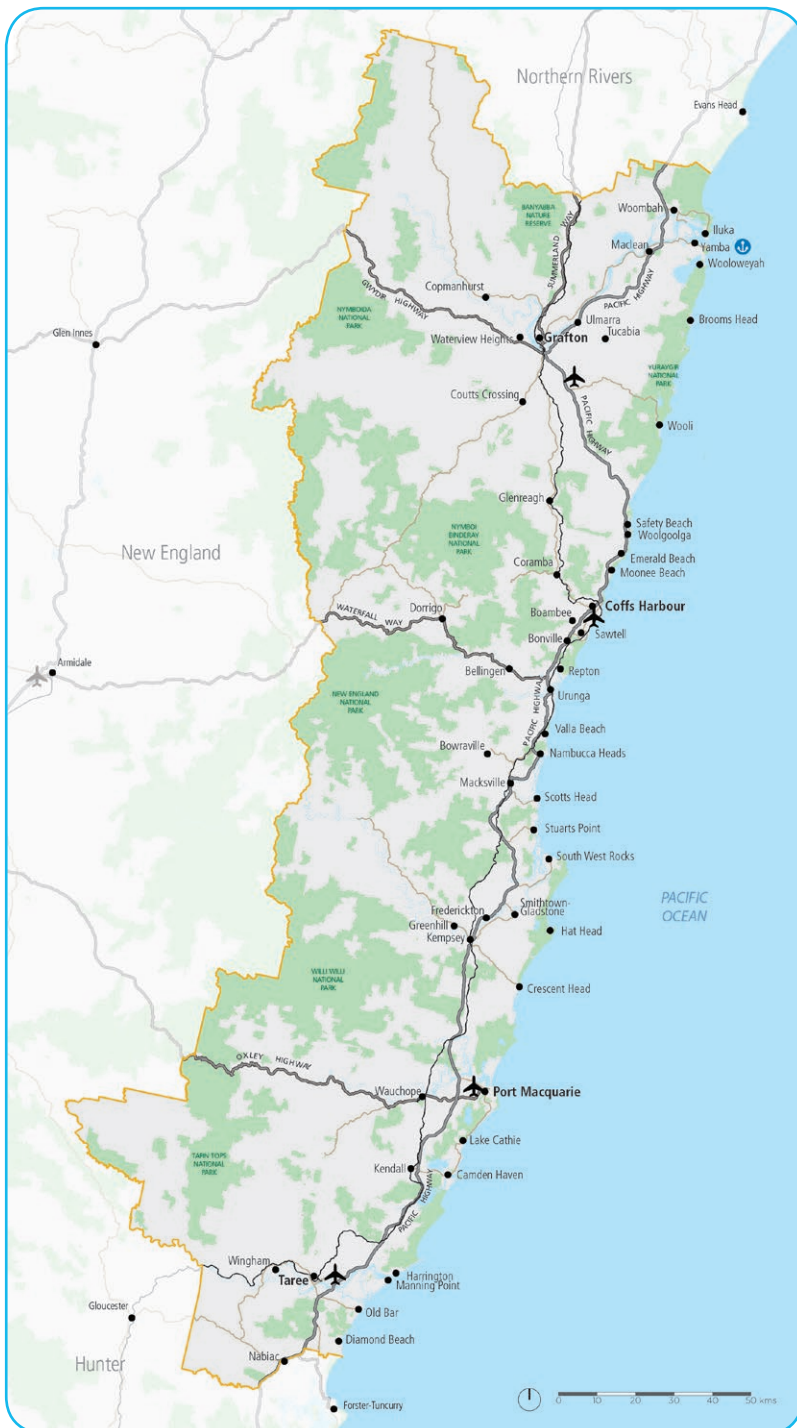 Northern Rivers
Evans Head
BANYABBA
NATURE
RESERVE
SUMMERLAND WAY
Woombah
Iluka
Yamba
Maclean
Wooloweyah
GWYDIR HIGHWAY
Copmanhurst
PACIFIC HIGHWAY
NYMBOIDA
NATIONAL
PARK
Ulmarra
Brooms Head
Glen Innes
Waterview Heights
Grafton
Tucabia
YURAYGIR
NATIONAL
PARK
Coutts Crossing
PACIFIC HIGHWAY
Wooli
Glenreagh
NYMBOI
BINDERAY
NATIONAL
PARK
Safety Beach
Woolgoolga
New England
Emerald Beach
Coramba
Moonee Beach
Coffs Harbour
WATERFALL WAY
Dorrigo
Boambee
Sawtell
Bonville
Armidale
Bellingen
Repton
NEW ENGLAND
NATIONAL
PARK
Urunga
PACIFIC HIGHWAY
Valla Beach
Bowraville
Nambucca Heads
Macksville
Scotts Head
Stuarts Point
South West Rocks
PACIFIC
OCEAN
Smithtown-
Gladstone
Frederickton
Greenhill
Hat Head
Kempsey
WILLI WILLI
NATIONAL
PARK
Crescent Head
OXLEY HIGHWAY
Wauchope
Port Macquarie
Lake Cathie
TAPIN TOPS
NATIONAL
PARK
Kendall
Camden Haven
PACIFIC HIGHWAY
Wingham
Taree
Harrington
Manning Point
Gloucester
Old Bar
Diamond Beach
Hunter
Nabiac
Forster-Tuncurry
0 10 20 30 40 50 kms